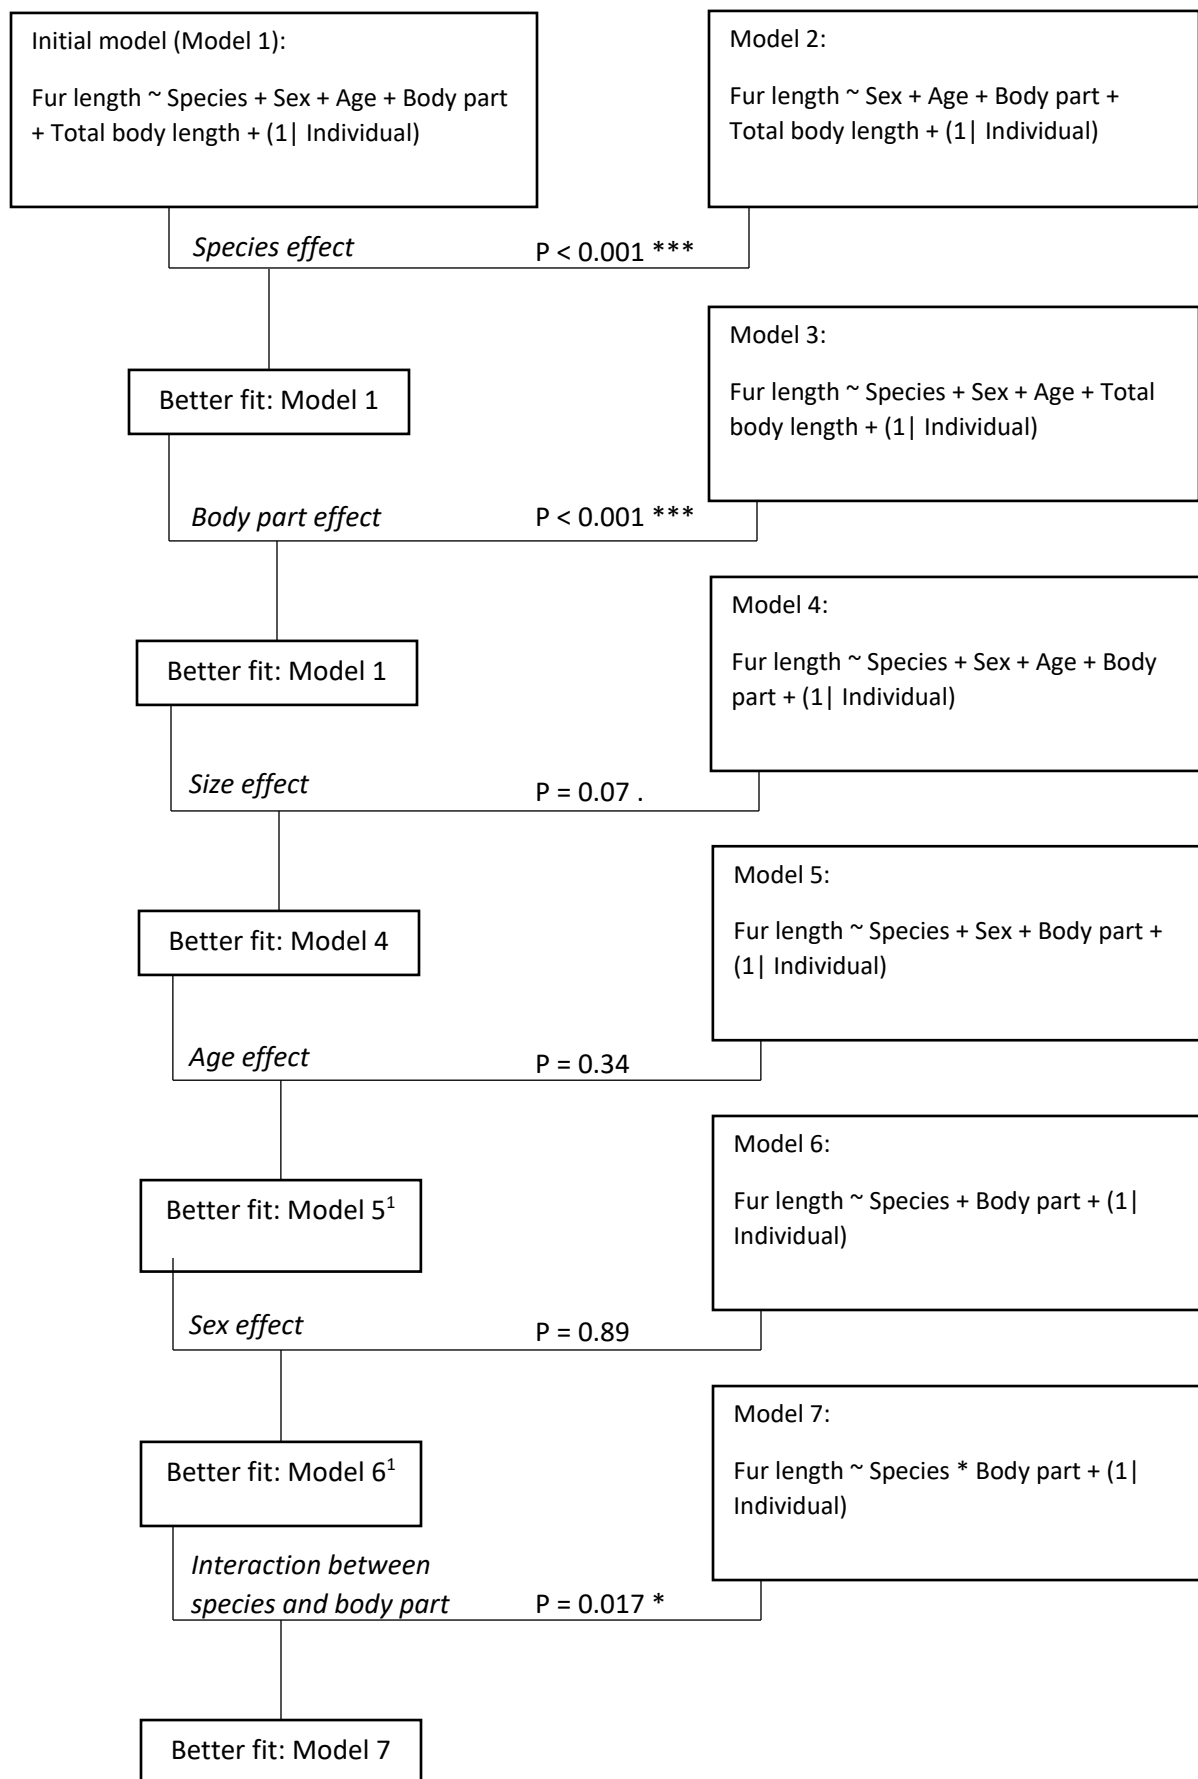 Initial model (Model 1):
Fur length ~ Species + Sex + Age + Body part
+ Total body length + (1| Individual)
Model 2:
Fur length ~ Sex + Age + Body part +
Total body length + (1| Individual)
Species effect P < 0.001 ***
Better fit: Model 1
Model 3:
Fur length ~ Species + Sex + Age + Total
body length + (1| Individual)
Body part effect P < 0.001 ***
Better fit: Model 1
Model 4:
Fur length ~ Species + Sex + Age + Body
part + (1| Individual)
Size effect P = 0.07 .
Better fit: Model 4
Model 5:
Fur length ~ Species + Sex + Body part +
(1| Individual)
Age effect P = 0.34
Better fit: Model 5¹
Model 6:
Fur length ~ Species + Body part + (1|
Individual)
Sex effect P = 0.89
Better fit: Model 6¹
Model 7:
Fur length ~ Species * Body part + (1|
Individual)
Interaction between
species and body part P = 0.017 *
Better fit: Model 7